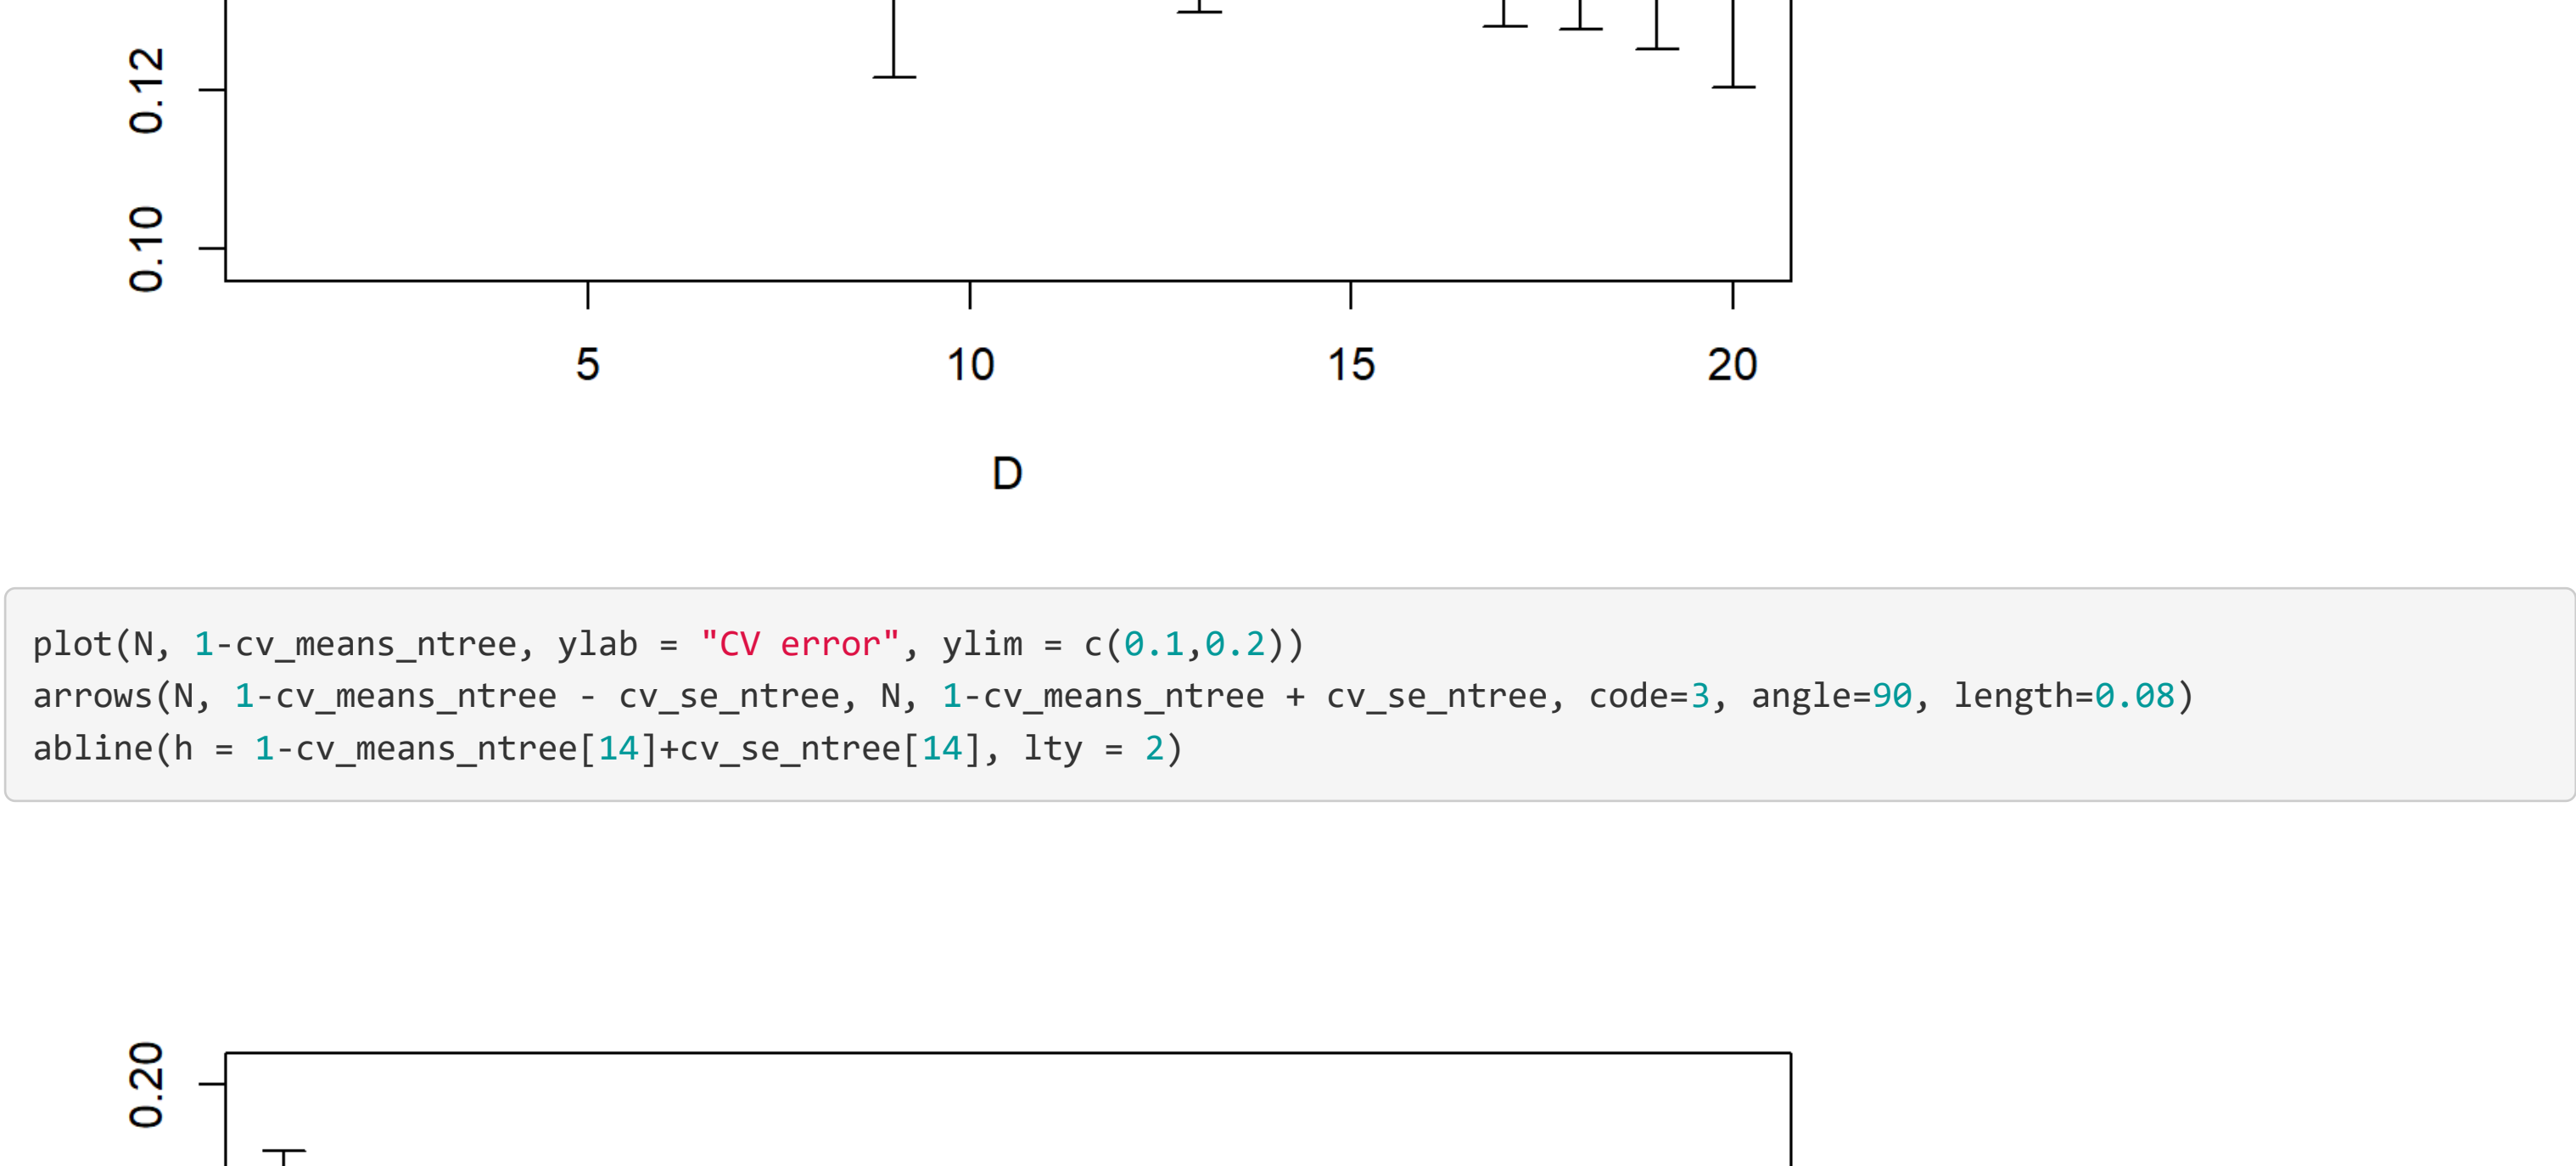 0.12
0.10
5 10 15 20
D
plot(N, 1-cv_means_ntree, ylab = "CV error", ylim = c(0.1,0.2))
arrows(N, 1-cv_means_ntree - cv_se_ntree, N, 1-cv_means_ntree + cv_se_ntree, code=3, angle=90, length=0.08)
abline(h = 1-cv_means_ntree[14]+cv_se_ntree[14], lty = 2)
0.20